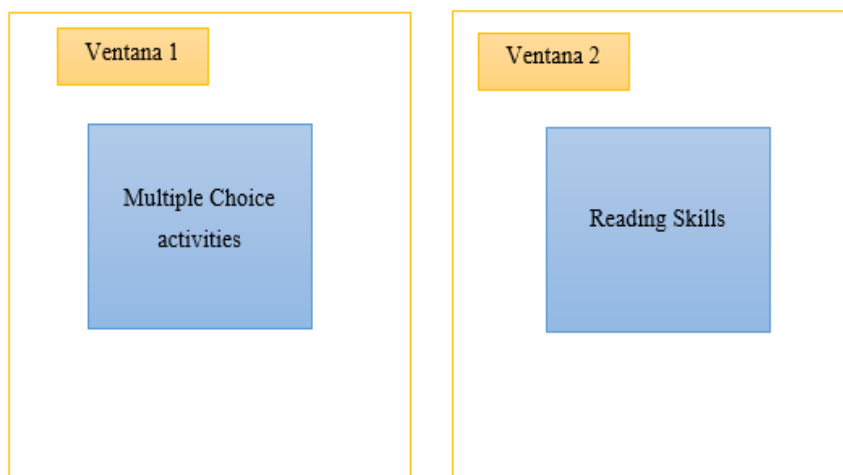 Ventana 1
Multiple Choice
activities
Ventana 2
Reading Skills